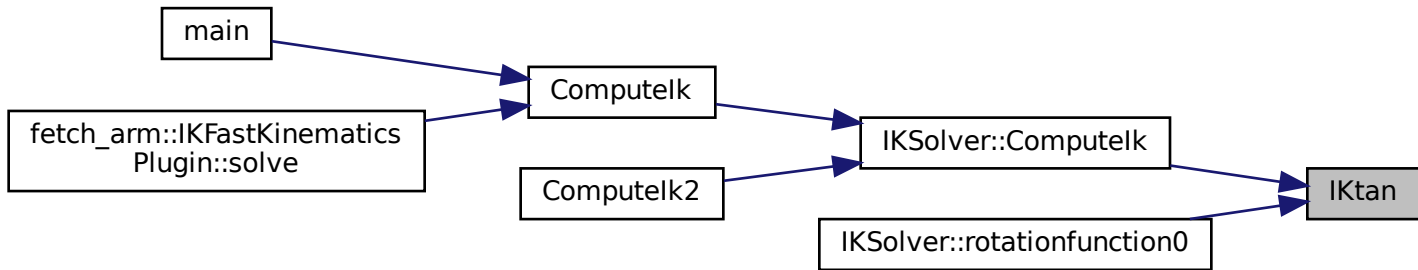 main
fetch_arm::IKFastKinematics
Plugin::solve
ComputeIk
ComputeIk2
IKSolver::ComputeIk
IKSolver::rotationfunction0
IKtan